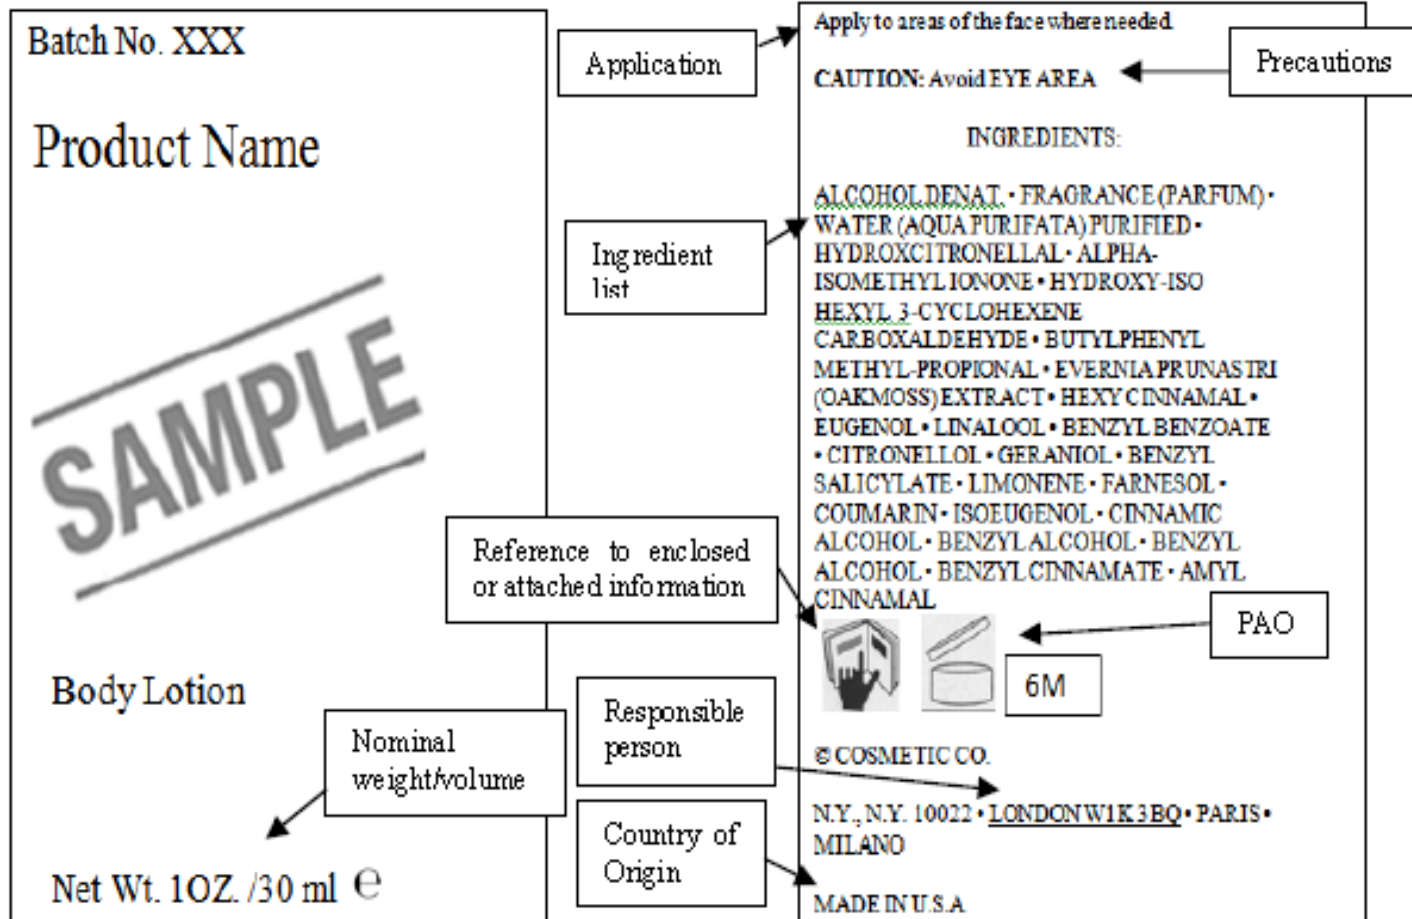 Batch No. XXX
Product Name
SAMPLE
Body Lotion
Nominal
weight/volume
Net Wt. 1OZ. /30 ml ℮
Application
Ingredient
list
Reference to enclosed
or attached information
Responsible
person
Country of
Origin
Apply to areas of the face where needed
CAUTION: Avoid EYE AREA
Precautions
INGREDIENTS:
ALCOHOL DENAT. • FRAGRANCE (PARFUM) •
WATER (AQUA PURIFATA) PURIFIED •
HYDROXCITRONELLAL • ALPHA-
ISOMETHYL IONONE • HYDROXY-ISO
HEXYL 3-CYCLOHEXENE
CARBOXALDEHYDE • BUTYLPHENYL
METHYL-PROPIONAL • EVERNIA PRUNASTRI
(OAKMOSS) EXTRACT • HEXY CINNAMAL •
EUGENOL • LINALOOL • BENZYL BENZOATE
• CITRONELLOL • GERANIOL • BENZYL
SALICYLATE • LIMONENE • FARNESOL •
COUMARIN • ISOEUGENOL • CINNAMIC
ALCOHOL • BENZYL ALCOHOL • BENZYL
ALCOHOL • BENZYL CINNAMATE • AMYL
CINNAMAL
PAO
6M
© COSMETIC CO.
N.Y., N.Y. 10022 • LONDON W1K 3BQ • PARIS •
MILANO
MADE IN U.S.A